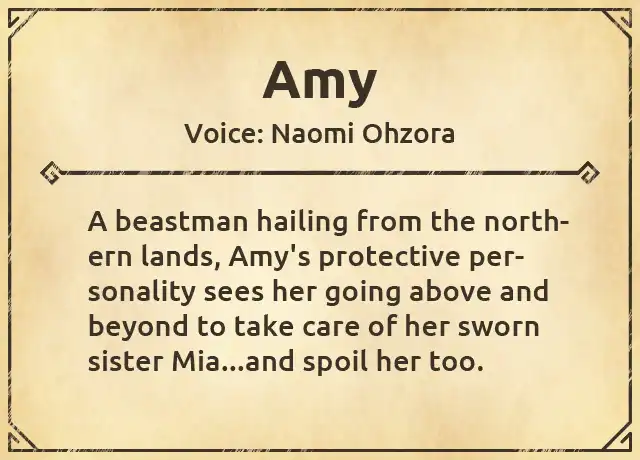 Amy
Voice: Naomi Ohzora
A beastman hailing from the north-
ern lands, Amy's protective per-
sonality sees her going above and
beyond to take care of her sworn
sister Mia...and spoil her too.